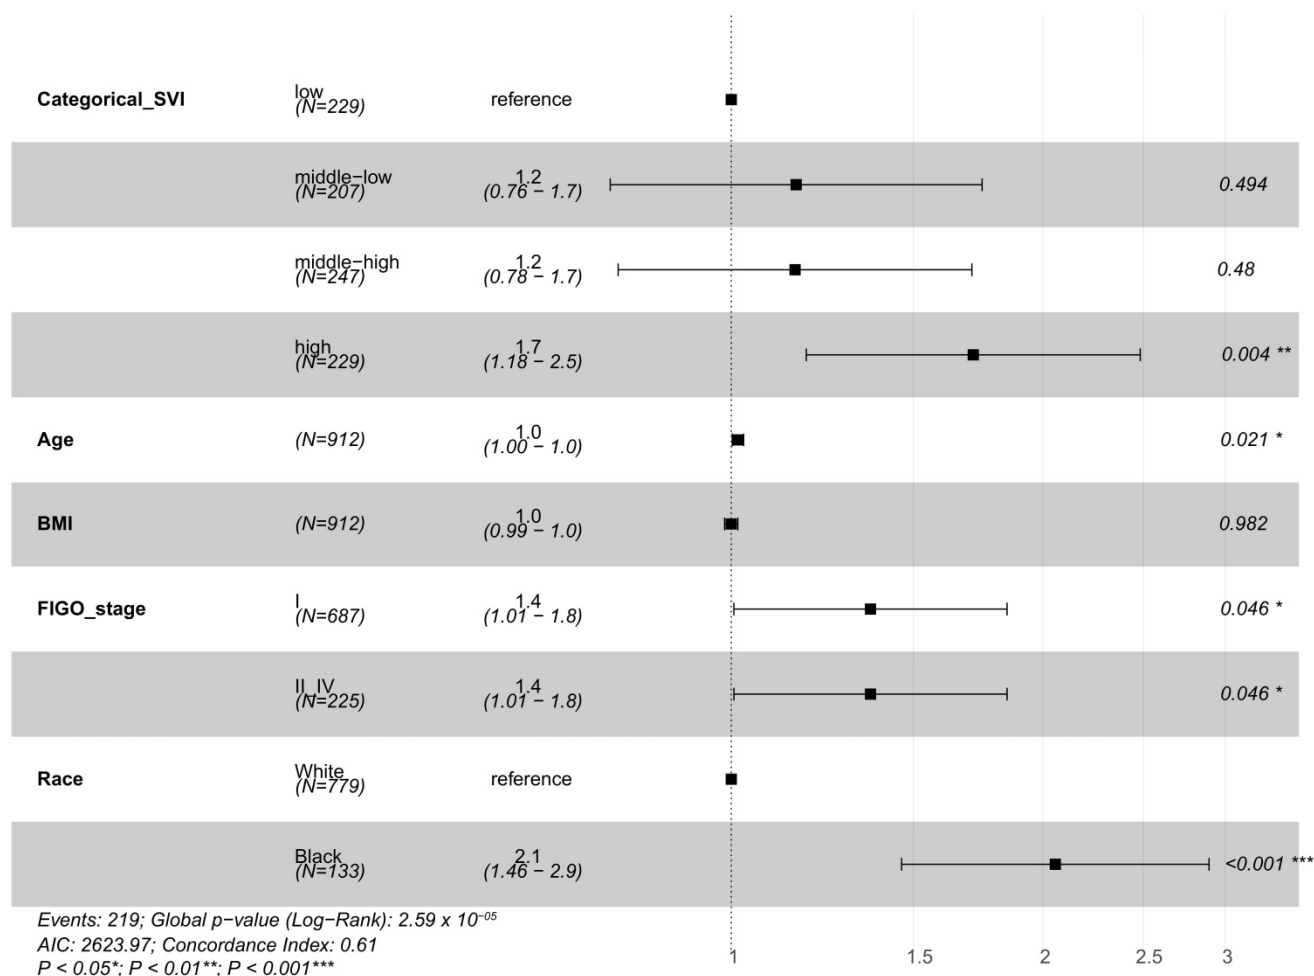 Categorical_SVI low reference
(N=229)
middle−low 1.2 0.494
(N=207) (0.76 − 1.7)
middle−high 1.2 0.48
(N=247) (0.78 − 1.7)
high 1.7 0.004 **
(N=229) (1.18 − 2.5)
Age (N=912) 1.0 0.021 *
(1.00 − 1.0)
BMI (N=912) 1.0 0.982
(0.99 − 1.0)
FIGO_stage I 1.4 0.046 *
(N=687) (1.01 − 1.8)
II_IV 1.4 0.046 *
(N=225) (1.01 − 1.8)
Race White reference
(N=779)
Black 2.1 <0.001 ***
(N=133) (1.46 − 2.9)
Events: 219; Global p−value (Log−Rank): 2.59 x 10⁻⁰⁵
AIC: 2623.97; Concordance Index: 0.61
P < 0.05*; P < 0.01**; P < 0.001***
1 1.5 2 2.5 3